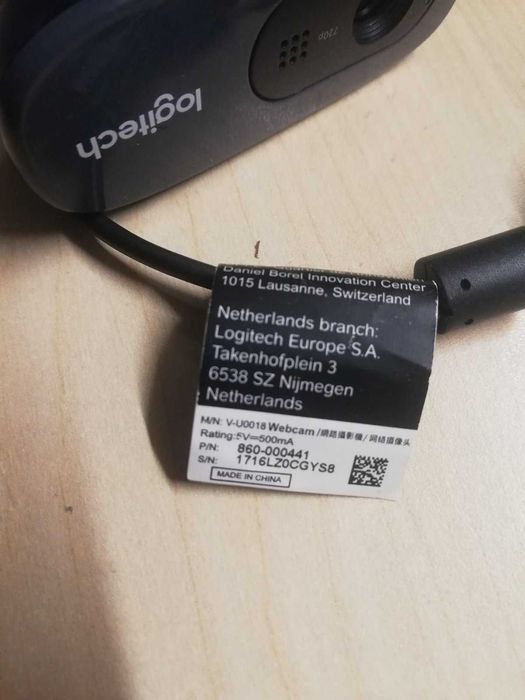 720p
logitech
Daniel Borel Innovation Center
1015 Lausanne, Switzerland
Netherlands branch:
Logitech Europe S.A.
Takenhofplein 3
6538 SZ Nijmegen
Netherlands
M/N: V-U0018 Webcam/網路攝影機/网络摄像头
Rating:5V⎓500mA
P/N: 860-000441
S/N: 1716LZ0CGYS8
MADE IN CHINA